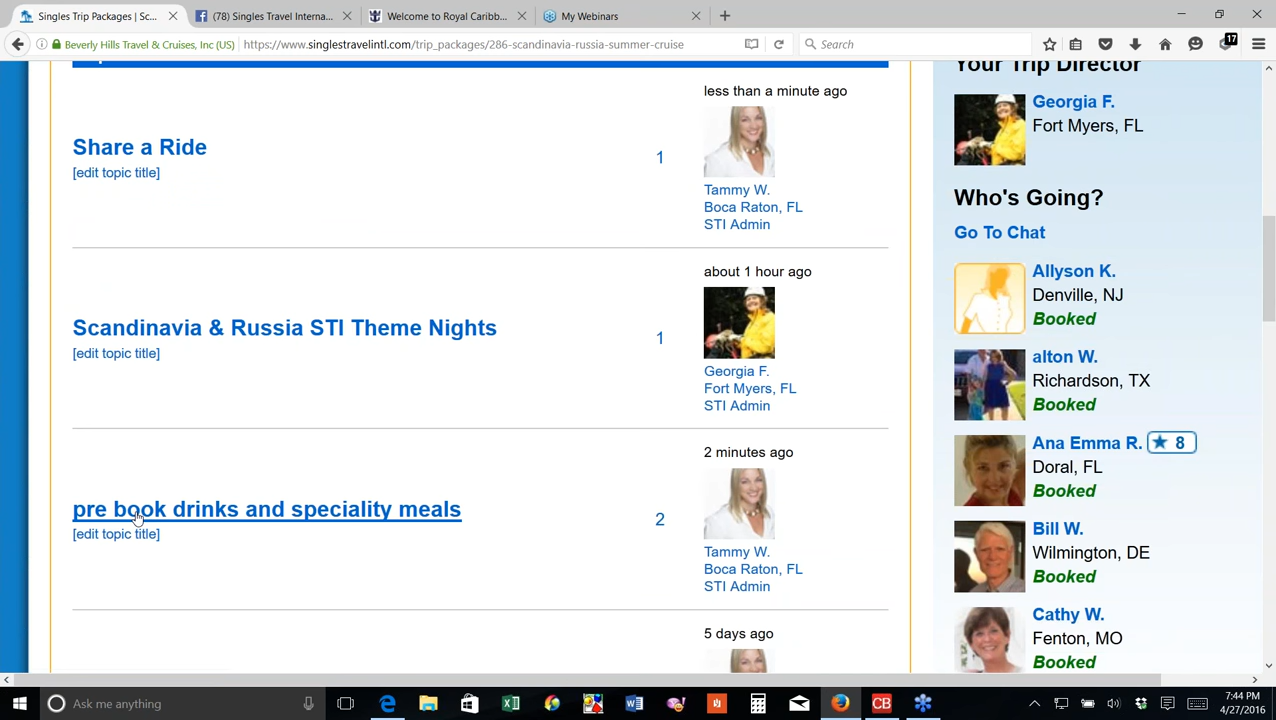 Singles Trip Packages | Sc...
(78) Singles Travel Interna...
Welcome to Royal Caribb...
My Webinars
Beverly Hills Travel & Cruises, Inc (US)
https://www.singlestravelintl.com/trip_packages/286-scandinavia-russia-summer-cruise
Search
17
less than a minute ago
Share a Ride
[edit topic title]
1
Tammy W.
Boca Raton, FL
STI Admin
about 1 hour ago
Scandinavia & Russia STI Theme Nights
[edit topic title]
1
Georgia F.
Fort Myers, FL
STI Admin
2 minutes ago
pre book drinks and speciality meals
[edit topic title]
2
Tammy W.
Boca Raton, FL
STI Admin
5 days ago
Your Trip Director
Georgia F.
Fort Myers, FL
Who's Going?
Go To Chat
Allyson K.
Denville, NJ
Booked
alton W.
Richardson, TX
Booked
Ana Emma R. 8
Doral, FL
Booked
Bill W.
Wilmington, DE
Booked
Cathy W.
Fenton, MO
Booked
Ask me anything
CB
7:44 PM
4/27/2016